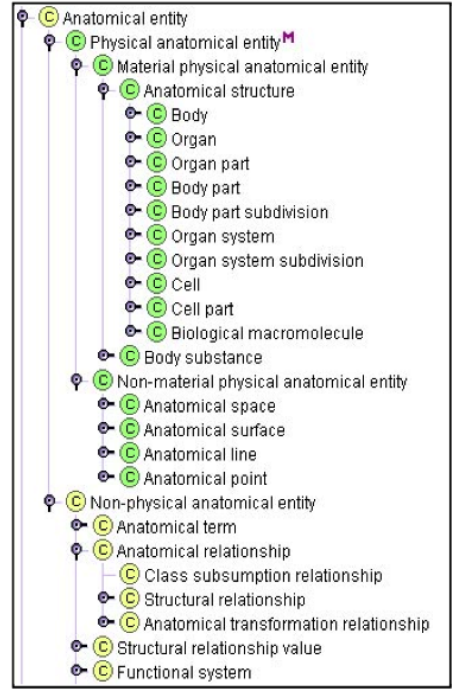 C Anatomical entity
C Physical anatomical entity M
C Material physical anatomical entity
C Anatomical structure
C Body
C Organ
C Organ part
C Body part
C Body part subdivision
C Organ system
C Organ system subdivision
C Cell
C Cell part
C Biological macromolecule
C Body substance
C Non-material physical anatomical entity
C Anatomical space
C Anatomical surface
C Anatomical line
C Anatomical point
C Non-physical anatomical entity
C Anatomical term
C Anatomical relationship
C Class subsumption relationship
C Structural relationship
C Anatomical transformation relationship
C Structural relationship value
C Functional system